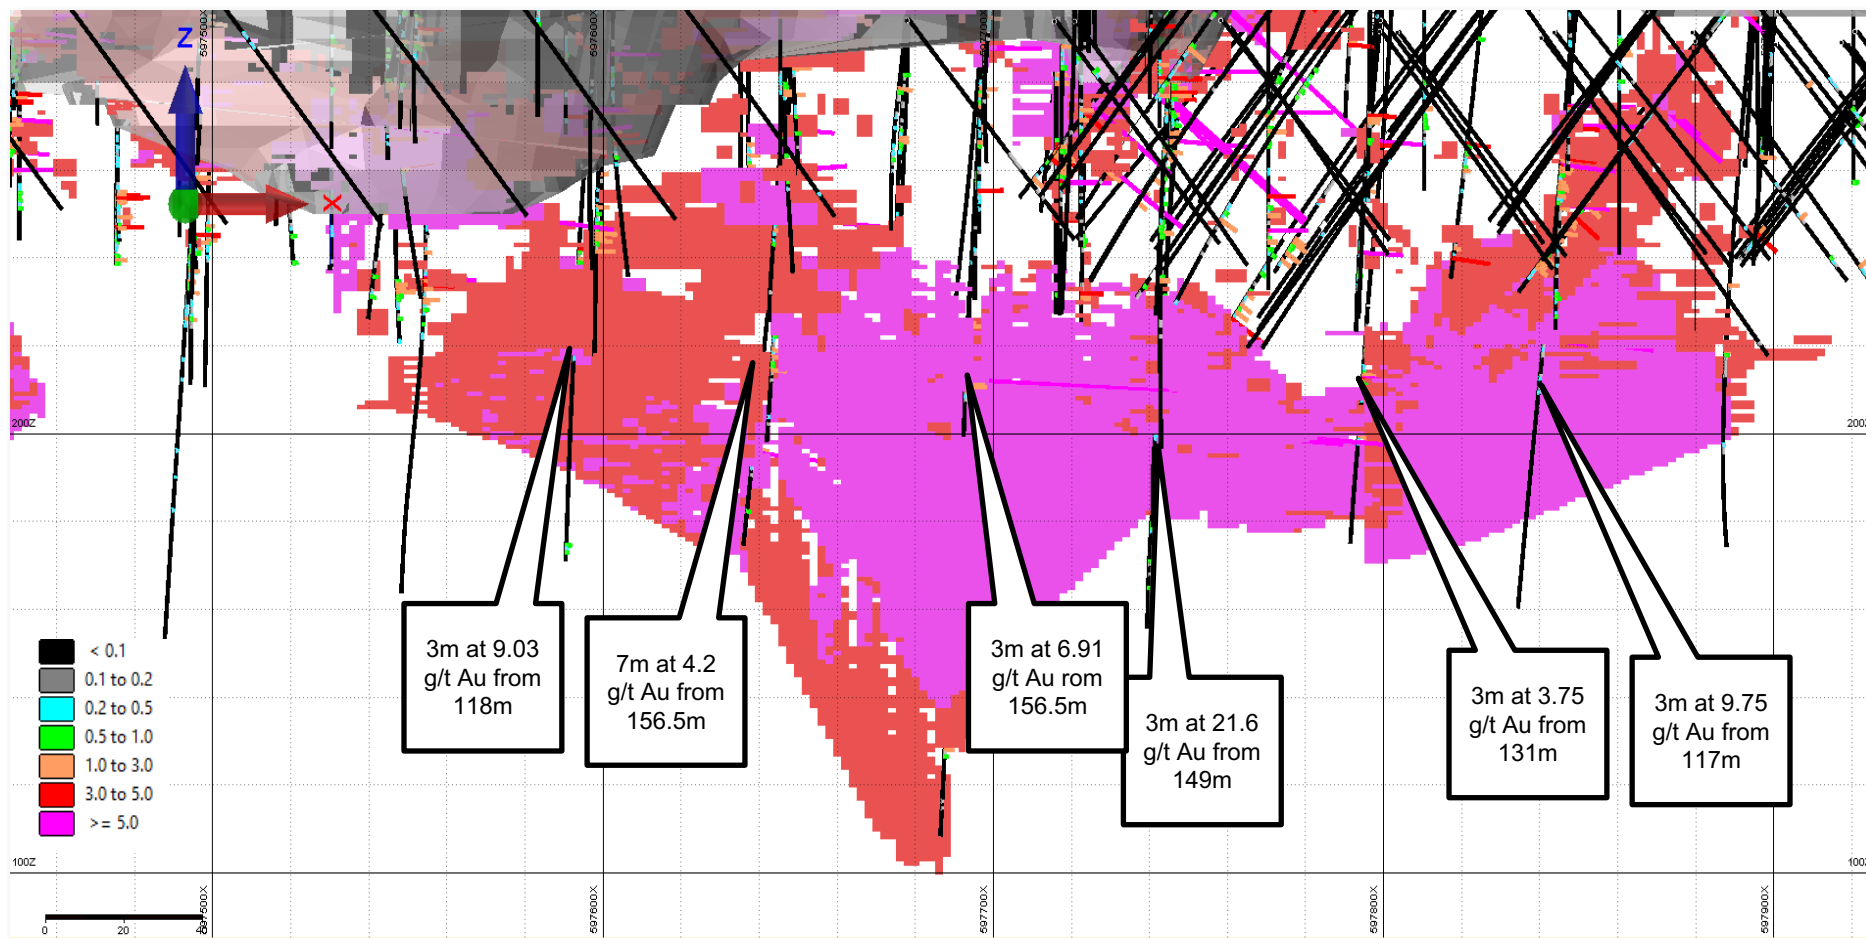 597500X
597600X
597700X
597800X
597900X
Z
X
200Z
200Z
3m at 9.03
g/t Au from
118m
7m at 4.2
g/t Au from
156.5m
3m at 6.91
g/t Au rom
156.5m
3m at 21.6
g/t Au from
149m
3m at 3.75
g/t Au from
131m
3m at 9.75
g/t Au from
117m
< 0.1
0.1 to 0.2
0.2 to 0.5
0.5 to 1.0
1.0 to 3.0
3.0 to 5.0
>= 5.0
100Z
100Z
597500X
597600X
597700X
597800X
597900X
0
20